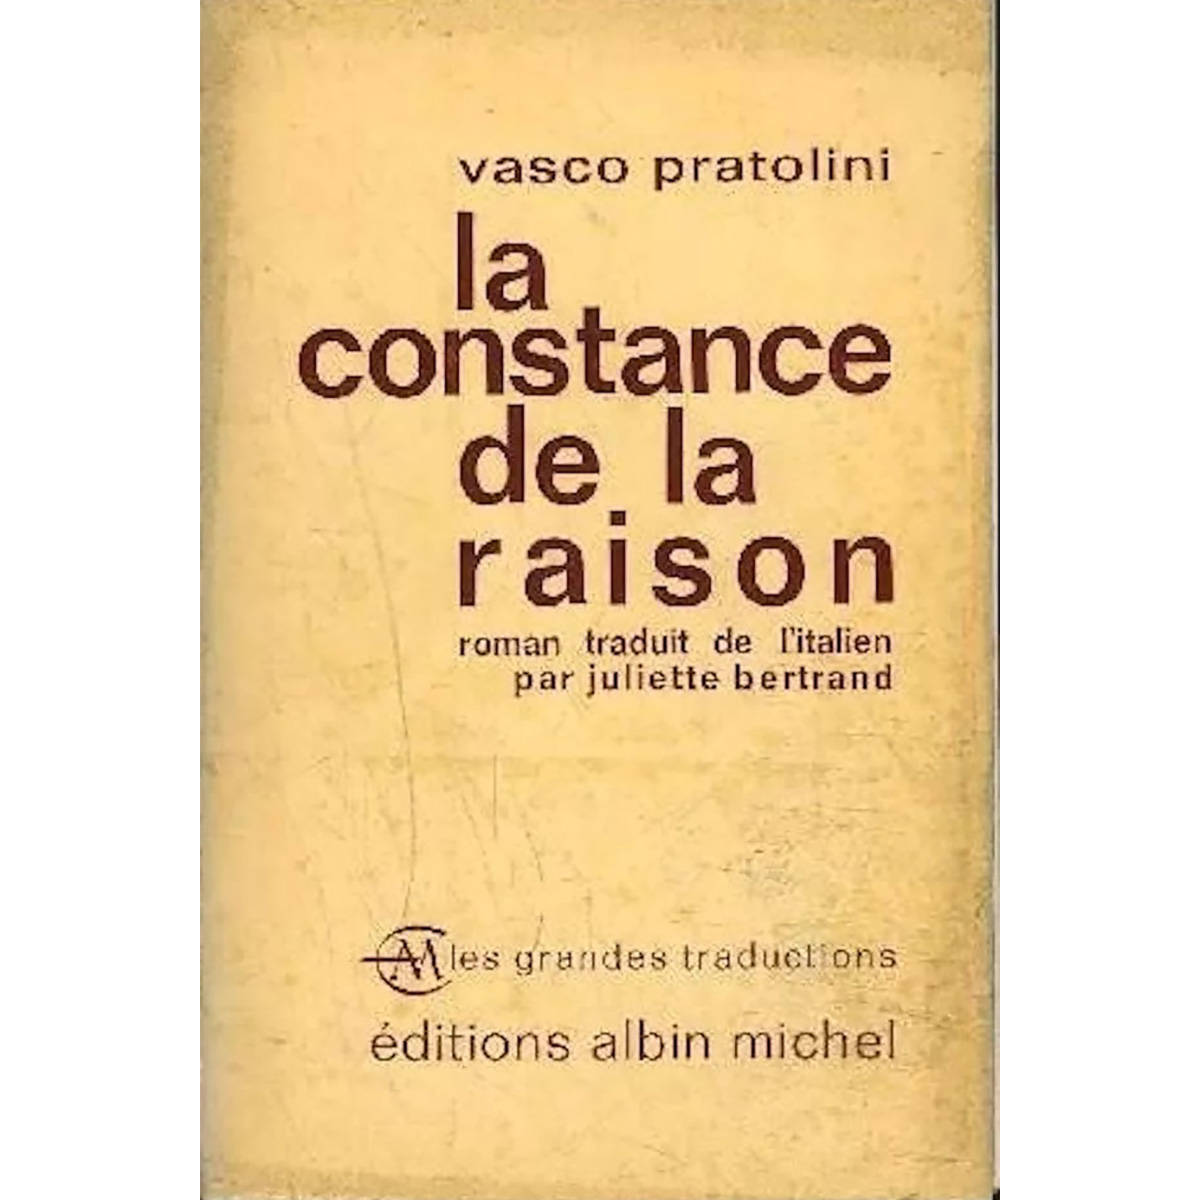 vasco pratolini
la
constance
de la
raison
roman traduit de l'italien
par juliette bertrand
AM les grandes traductions
éditions albin michel